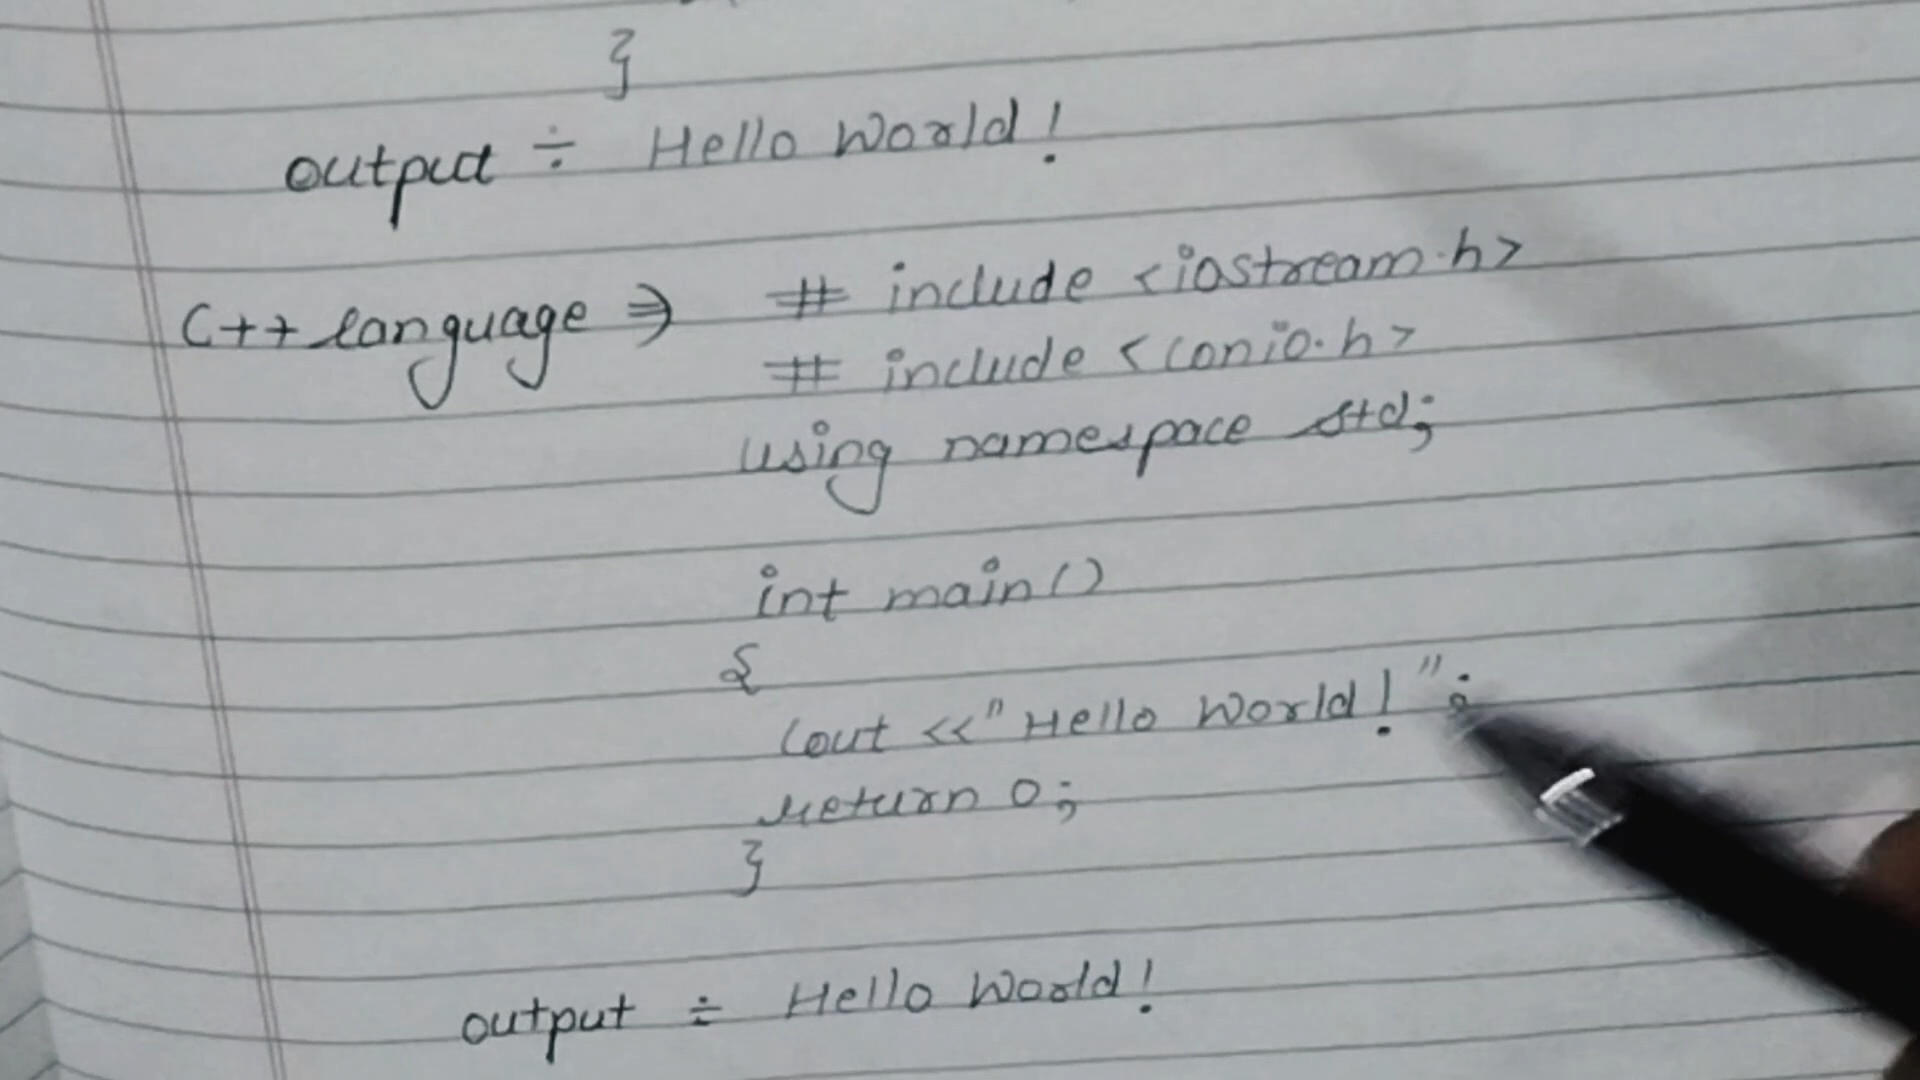 }
output ÷ Hello World!
C++ language ⇒ # include <iostream.h>
# include <conio.h>
using namespace std;
int main()
{
cout <<"Hello World!";
return 0;
}
output ÷ Hello World!